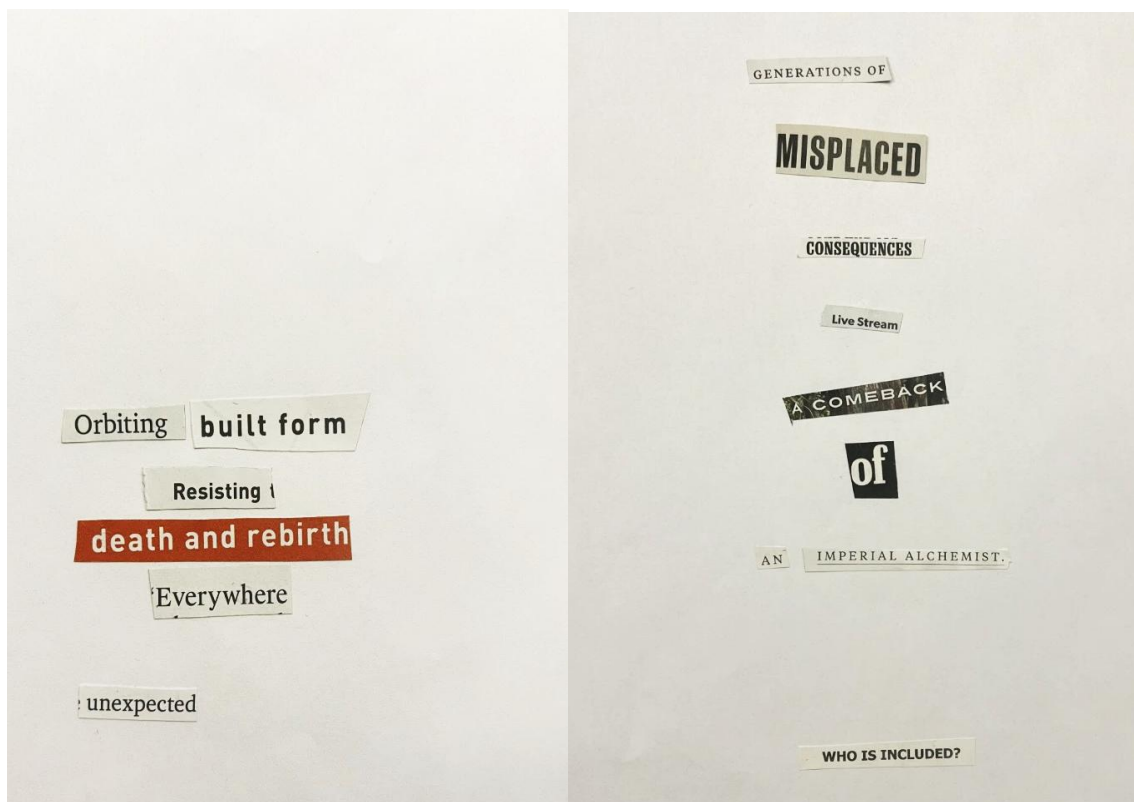 Orbiting built form
Resisting t
death and rebirth
‘Everywhere
unexpected
GENERATIONS OF
MISPLACED
CONSEQUENCES
Live Stream
A COMEBACK
of
AN IMPERIAL ALCHEMIST.
WHO IS INCLUDED?